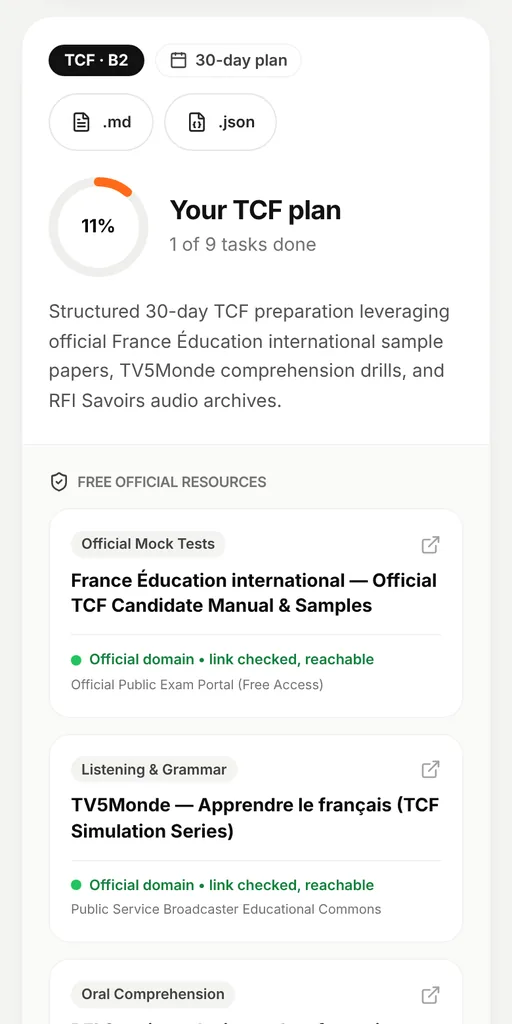 TCF · B2
30-day plan
.md
.json
11%
Your TCF plan
1 of 9 tasks done
Structured 30-day TCF preparation leveraging
official France Éducation international sample
papers, TV5Monde comprehension drills, and
RFI Savoirs audio archives.
FREE OFFICIAL RESOURCES
Official Mock Tests
France Éducation international — Official
TCF Candidate Manual & Samples
Official domain • link checked, reachable
Official Public Exam Portal (Free Access)
Listening & Grammar
TV5Monde — Apprendre le français (TCF
Simulation Series)
Official domain • link checked, reachable
Public Service Broadcaster Educational Commons
Oral Comprehension